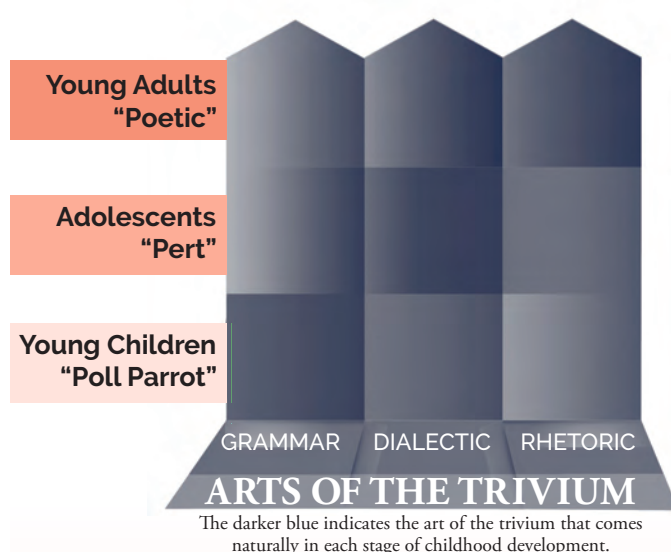 Young Adults
“Poetic”
Adolescents
“Pert”
Young Children
“Poll Parrot”
GRAMMAR DIALECTIC RHETORIC
ARTS OF THE TRIVIUM
The darker blue indicates the art of the trivium that comes
naturally in each stage of childhood development.